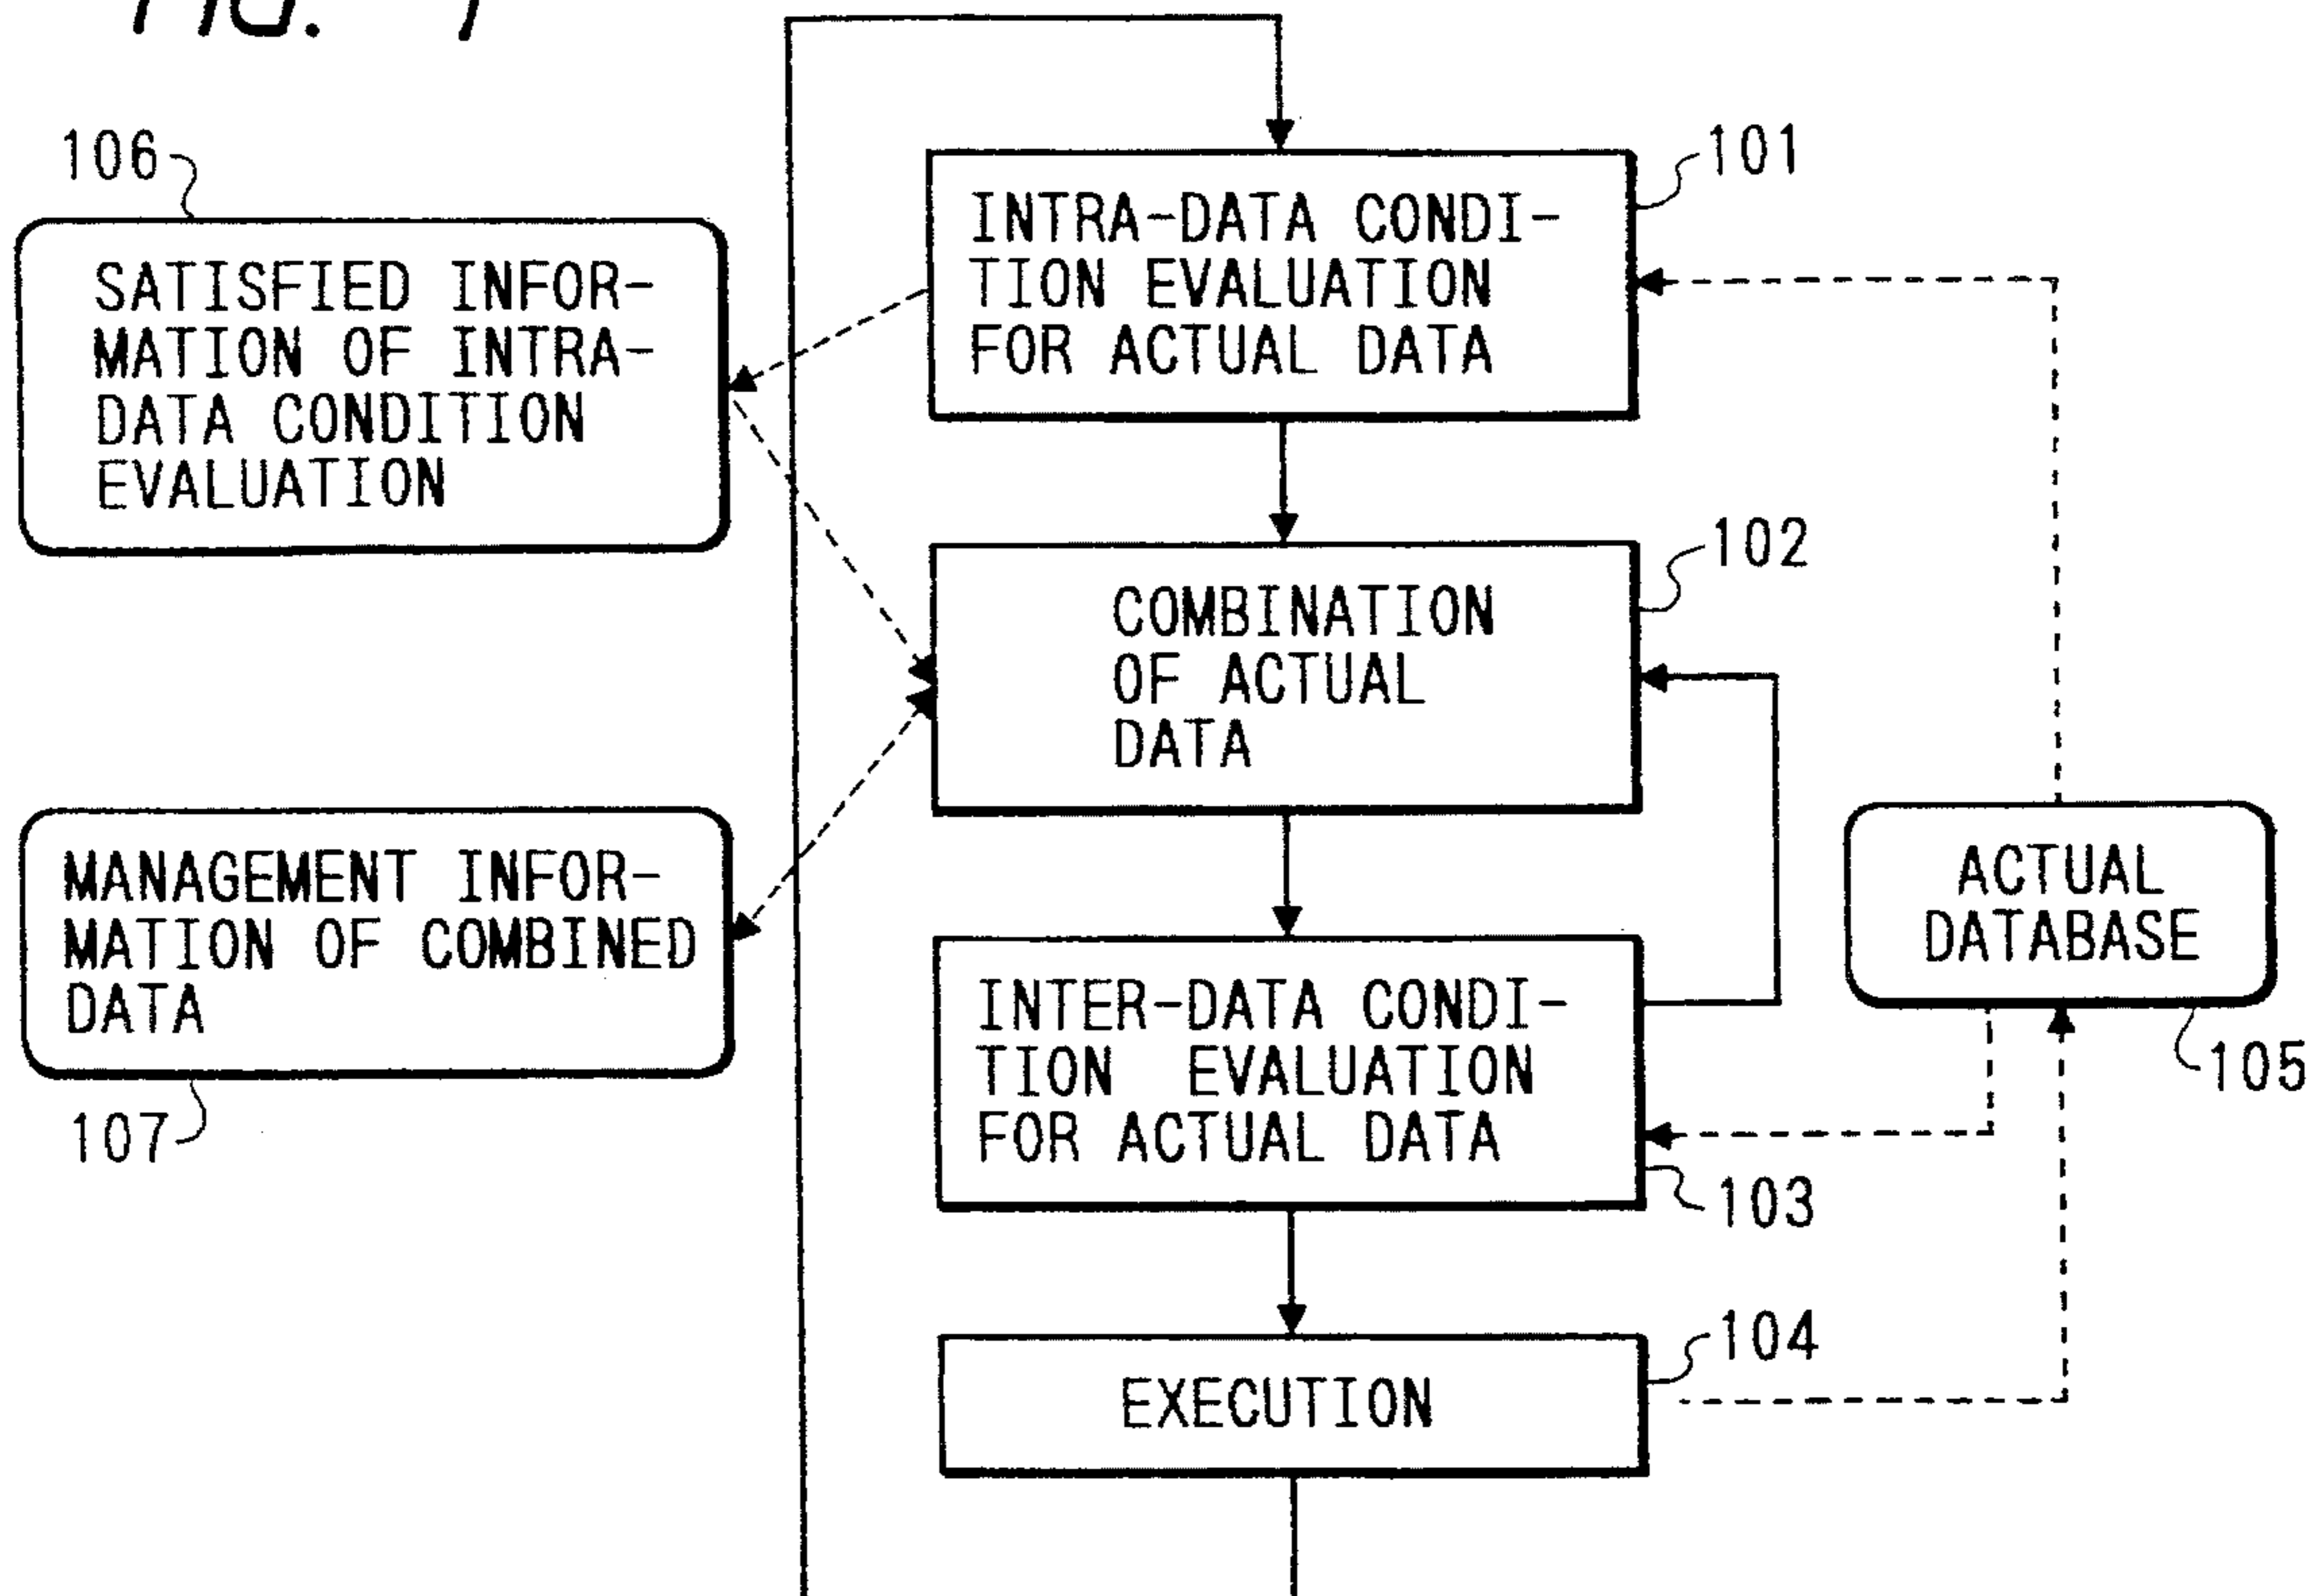 FIG. 1
106
SATISFIED INFOR-
MATION OF INTRA-
DATA CONDITION
EVALUATION
101
INTRA-DATA CONDI-
TION EVALUATION
FOR ACTUAL DATA
102
COMBINATION
OF ACTUAL
DATA
MANAGEMENT INFOR-
MATION OF COMBINED
DATA
107
ACTUAL
DATABASE
105
INTER-DATA CONDI-
TION EVALUATION
FOR ACTUAL DATA
103
104
EXECUTION